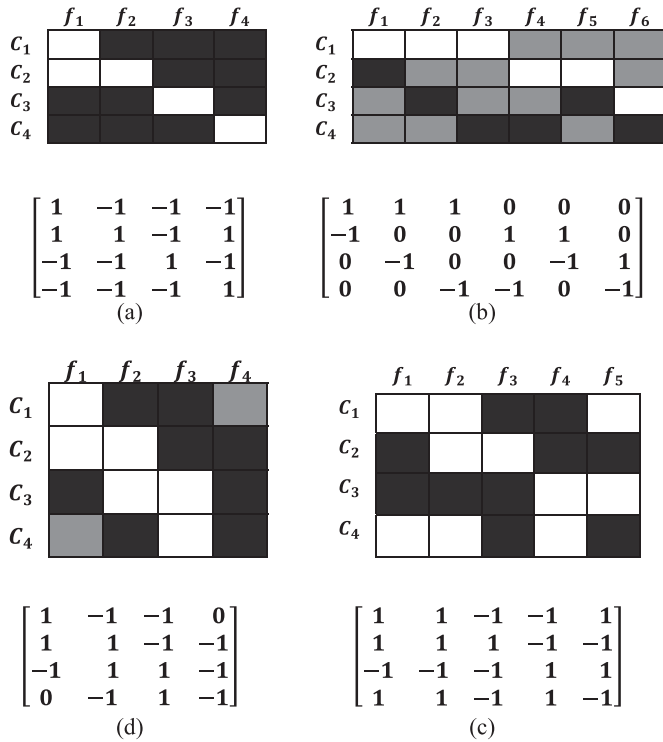 f₁ f₂ f₃ f₄
C₁
C₂
C₃
C₄
1 −1 −1 −1
1 1 −1 1
−1 −1 1 −1
−1 −1 −1 1
(a)
f₁ f₂ f₃ f₄ f₅ f₆
C₁
C₂
C₃
C₄
1 1 1 0 0 0
−1 0 0 1 1 0
0 −1 0 0 −1 1
0 0 −1 −1 0 −1
(b)
f₁ f₂ f₃ f₄
C₁
C₂
C₃
C₄
1 −1 −1 0
1 1 −1 −1
−1 1 1 −1
0 −1 1 −1
(d)
f₁ f₂ f₃ f₄ f₅
C₁
C₂
C₃
C₄
1 1 −1 −1 1
1 1 1 −1 −1
−1 −1 −1 1 1
1 1 −1 1 −1
(c)